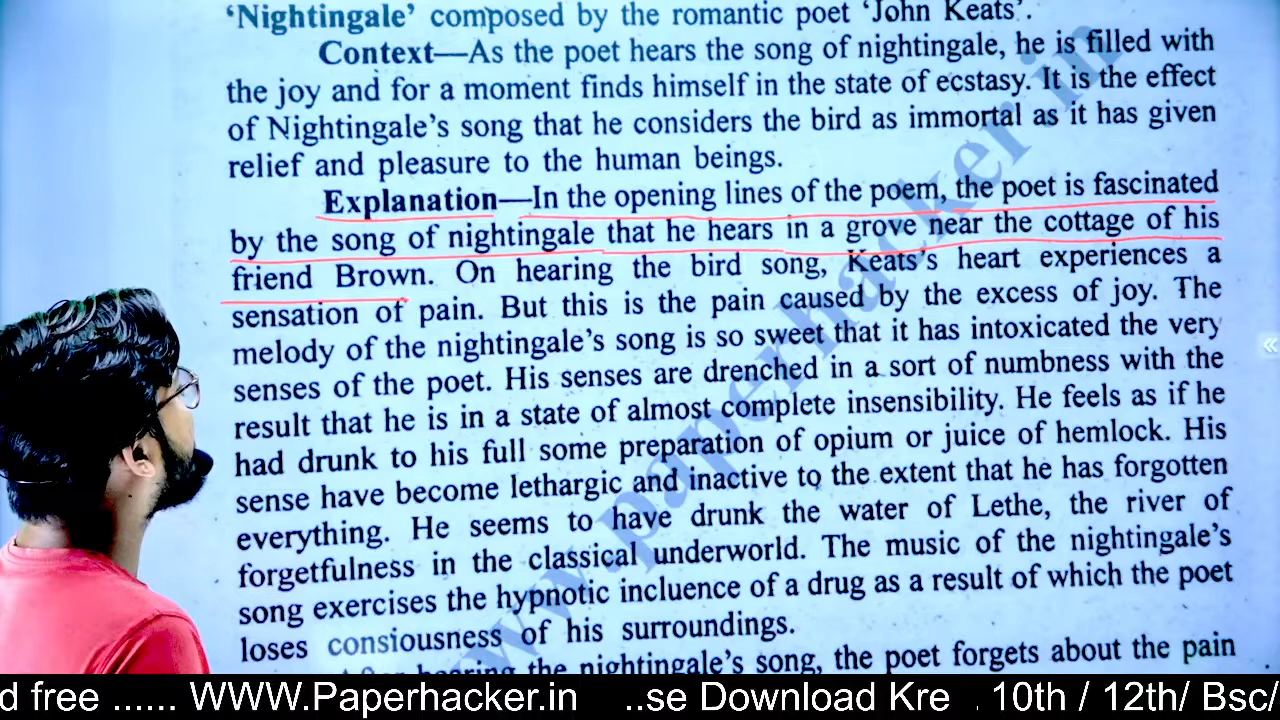 ‘Nightingale’ composed by the romantic poet ‘John Keats’.
Context—As the poet hears the song of nightingale, he is filled with
the joy and for a moment finds himself in the state of ecstasy. It is the effect
of Nightingale’s song that he considers the bird as immortal as it has given
relief and pleasure to the human beings.
Explanation—In the opening lines of the poem, the poet is fascinated
by the song of nightingale that he hears in a grove near the cottage of his
friend Brown. On hearing the bird song, Keats’s heart experiences a
sensation of pain. But this is the pain caused by the excess of joy. The
melody of the nightingale’s song is so sweet that it has intoxicated the very
senses of the poet. His senses are drenched in a sort of numbness with the
result that he is in a state of almost complete insensibility. He feels as if he
had drunk to his full some preparation of opium or juice of hemlock. His
sense have become lethargic and inactive to the extent that he has forgotten
everything. He seems to have drunk the water of Lethe, the river of
forgetfulness in the classical underworld. The music of the nightingale’s
song exercises the hypnotic incluence of a drug as a result of which the poet
loses consiousness of his surroundings.
After hearing the nightingale’s song, the poet forgets about the pain
www.paperhacker.in
d free ...... WWW.Paperhacker.in ..se Download Kre . 10th / 12th/ Bsc/
«